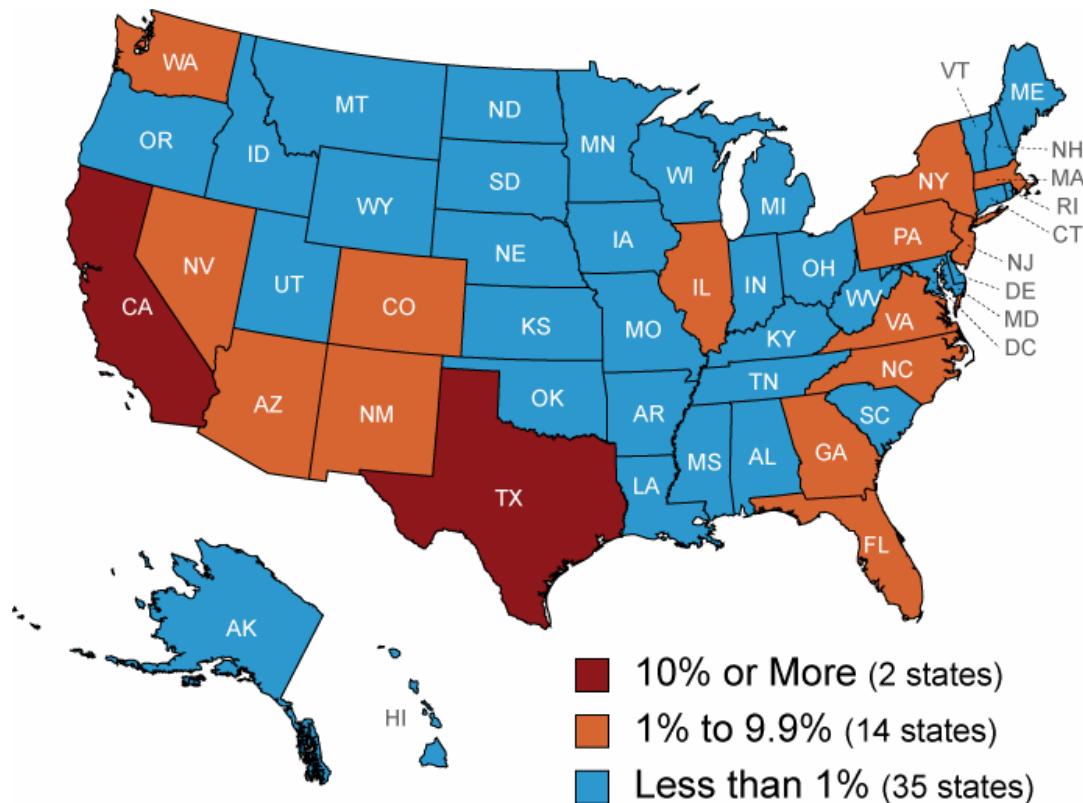 WA
VT
ME
MT
ND
OR
MN
ID
NH
SD
WI
NY
MA
WY
MI
RI
CT
IA
PA
NE
NV
OH
NJ
UT
IL
IN
DE
CA
CO
WV
MD
KS
MO
VA
KY
DC
NC
TN
OK
AZ
NM
AR
SC
GA
MS
AL
LA
TX
FL
AK
HI
10% or More (2 states)
1% to 9.9% (14 states)
Less than 1% (35 states)